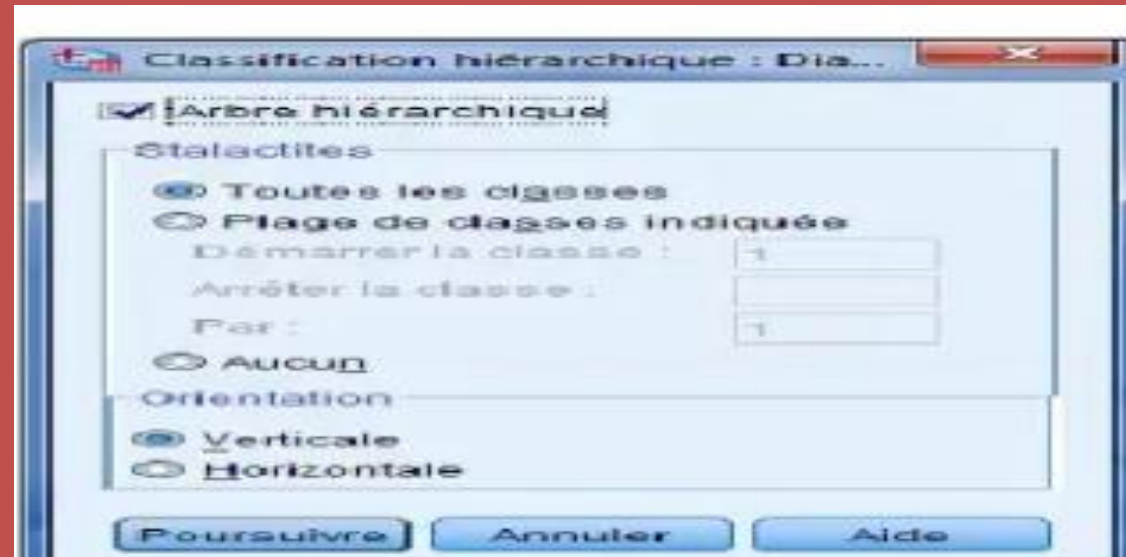 Classification hiérarchique : Dia...
Arbre hiérarchique
Stalactites
Toutes les classes
Plage de classes indiquée
Démarrer la classe : 1
Arrêter la classe :
Par : 1
Aucun
Orientation
Verticale
Horizontale
Poursuivre Annuler Aide